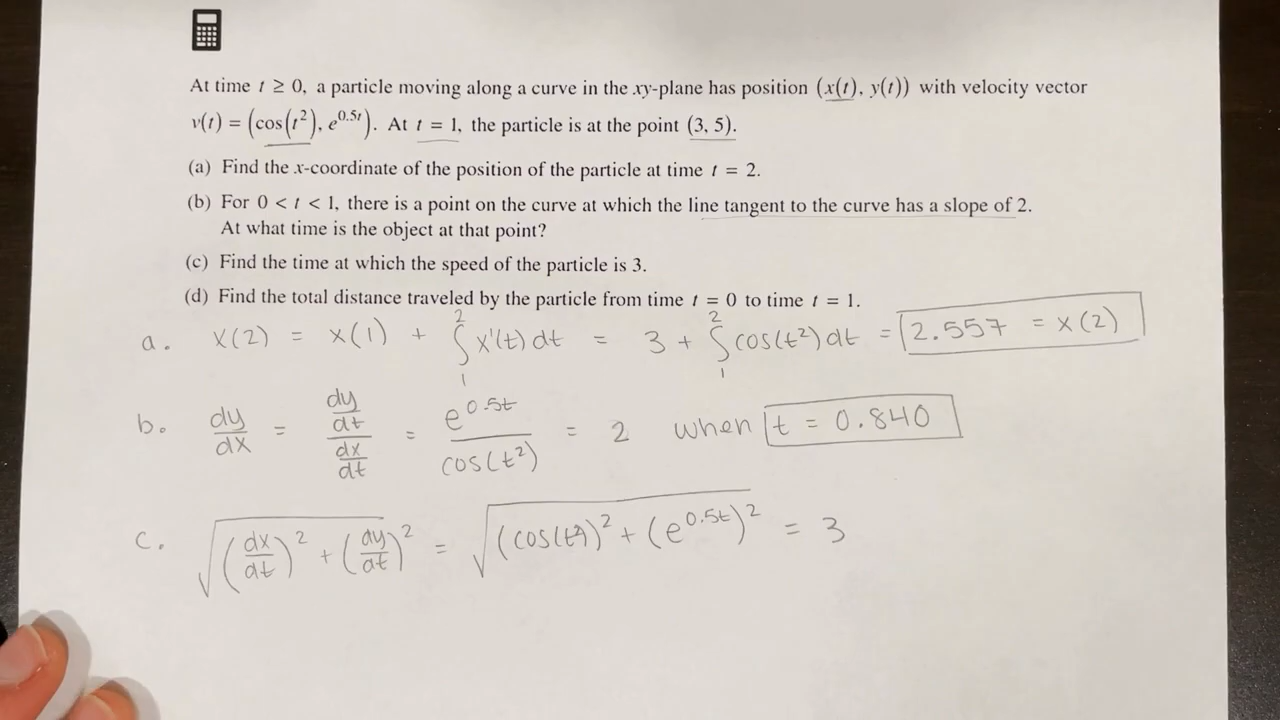 At time t ≥ 0, a particle moving along a curve in the xy-plane has position (x(t), y(t)) with velocity vector
v(t) = (cos(t²), e^0.5t). At t = 1, the particle is at the point (3, 5).
(a) Find the x-coordinate of the position of the particle at time t = 2.
(b) For 0 < t < 1, there is a point on the curve at which the line tangent to the curve has a slope of 2.
At what time is the object at that point?
(c) Find the time at which the speed of the particle is 3.
(d) Find the total distance traveled by the particle from time t = 0 to time t = 1.
a. x(2) = x(1) + ∫₁² x'(t) dt = 3 + ∫₁² cos(t²) dt = 2.557 = x(2)
b. dy/dx = (dy/dt)/(dx/dt) = e^0.5t/cos(t²) = 2 when t = 0.840
c. √((dx/dt)² + (dy/dt)²) = √((cos(t²))² + (e^0.5t)²) = 3